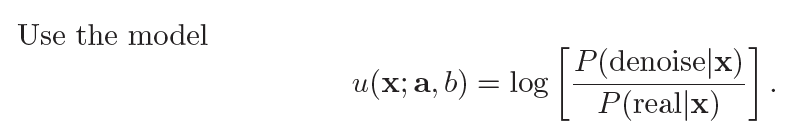 Use the model
u(x; a, b) = log [ P(denoise|x) / P(real|x) ] .